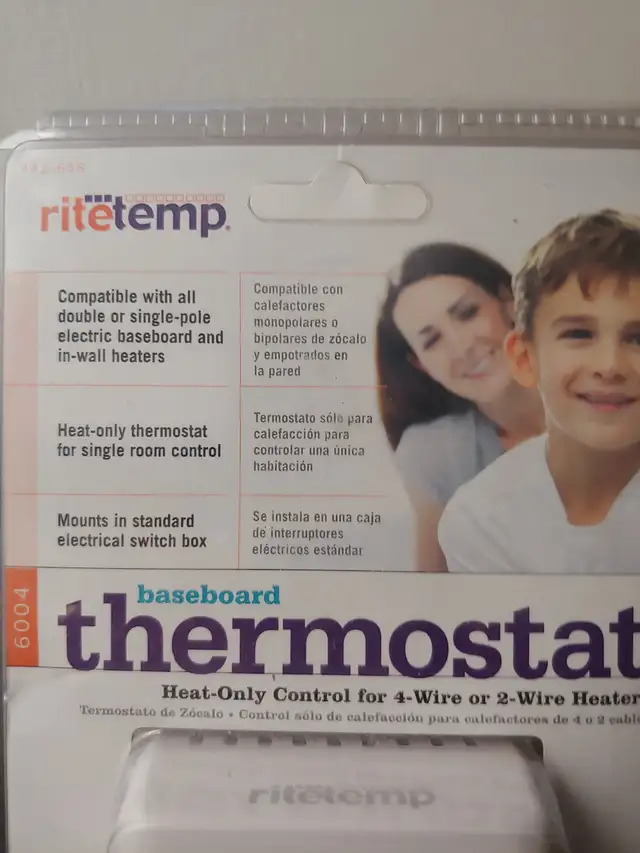 ritetemp.
Compatible with all
double or single-pole
electric baseboard and
in-wall heaters
Compatible con
calefactores
monopolares o
bipolares de zócalo
y empotrados en
la pared
Heat-only thermostat
for single room control
Termostato sólo para
calefacción para
controlar una única
habitación
Mounts in standard
electrical switch box
Se instala en una caja
de interruptores
eléctricos estándar
6004
baseboard
thermostat
Heat-Only Control for 4-Wire or 2-Wire Heater
Termostato de Zócalo • Control sólo de calefacción para calefactores de 4 o 2 cable
ritetemp